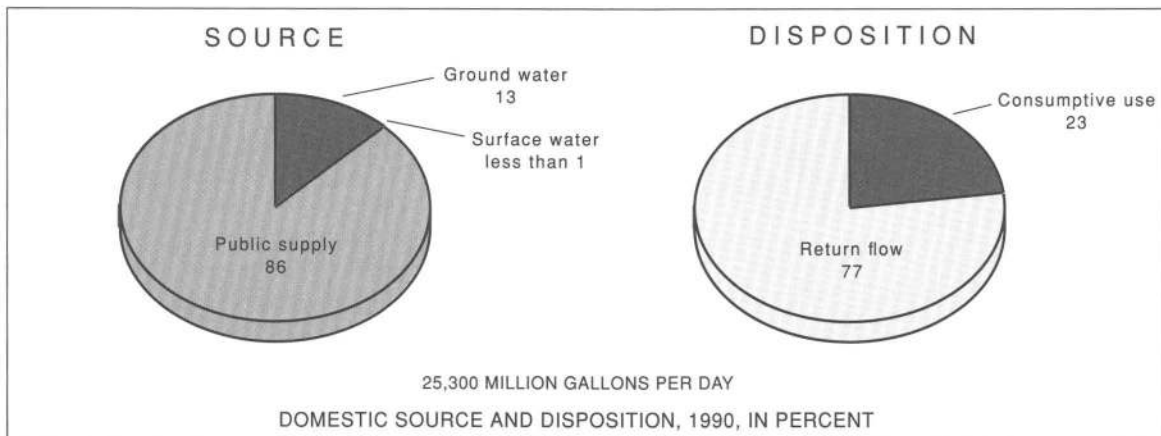 SOURCE
Ground water
13
Surface water
less than 1
Public supply
86
DISPOSITION
Consumptive use
23
Return flow
77
25,300 MILLION GALLONS PER DAY
DOMESTIC SOURCE AND DISPOSITION, 1990, IN PERCENT